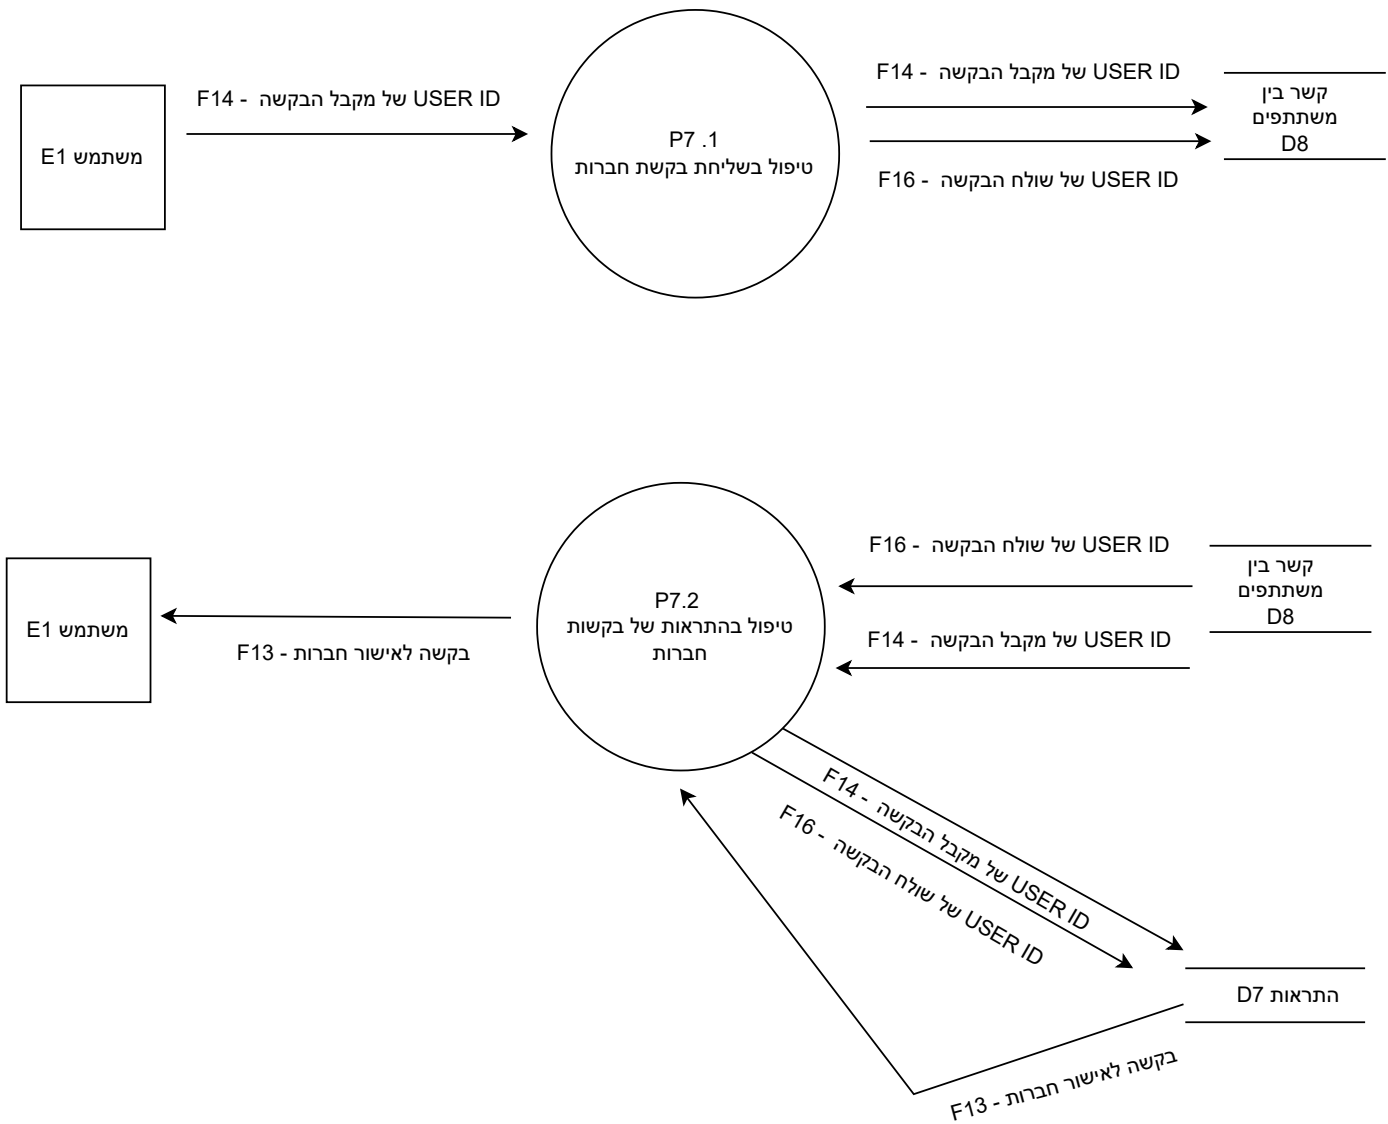 משתמש E1
F14 - USER ID של מקבל הבקשה
P7 .1
טיפול בשליחת בקשת חברות
F14 - USER ID של מקבל הבקשה
F16 - USER ID של שולח הבקשה
קשר בין
משתתפים
D8
משתמש E1
F13 - בקשה לאישור חברות
P7.2
טיפול בהתראות של בקשות
חברות
F16 - USER ID של שולח הבקשה
F14 - USER ID של מקבל הבקשה
קשר בין
משתתפים
D8
F14 - USER ID של מקבל הבקשה
F16 - USER ID של שולח הבקשה
התראות D7
F13 - בקשה לאישור חברות